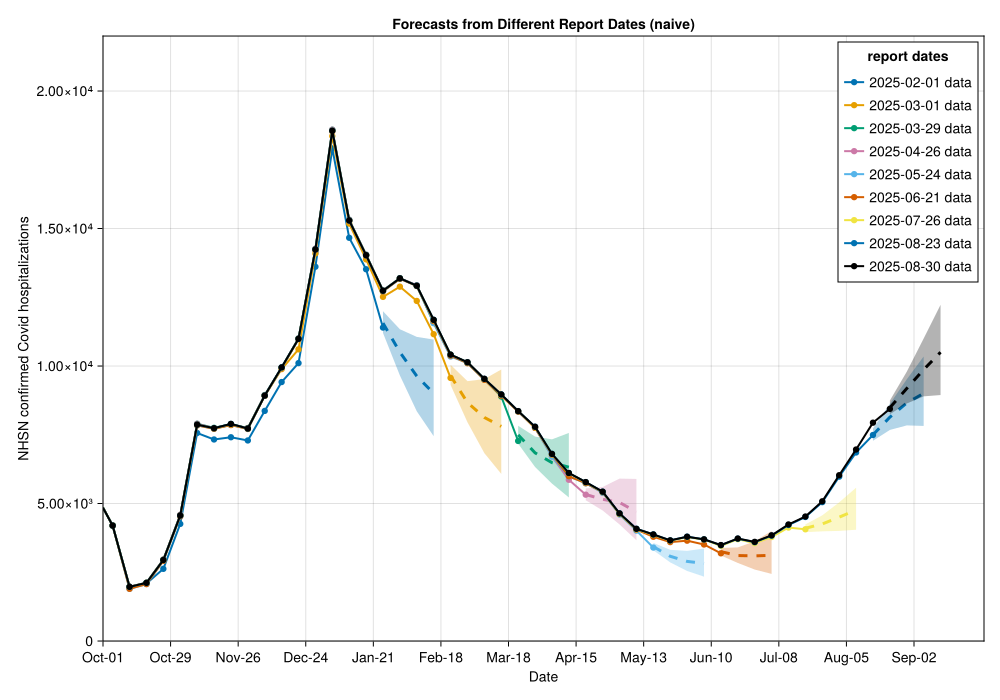 Forecasts from Different Report Dates (naive)
report dates
2025-02-01 data
2025-03-01 data
2025-03-29 data
2025-04-26 data
2025-05-24 data
2025-06-21 data
2025-07-26 data
2025-08-23 data
2025-08-30 data
NHSN confirmed Covid hospitalizations
2.00×10⁴
1.50×10⁴
1.00×10⁴
5.00×10³
0
Oct-01 Oct-29 Nov-26 Dec-24 Jan-21 Feb-18 Mar-18 Apr-15 May-13 Jun-10 Jul-08 Aug-05 Sep-02
Date